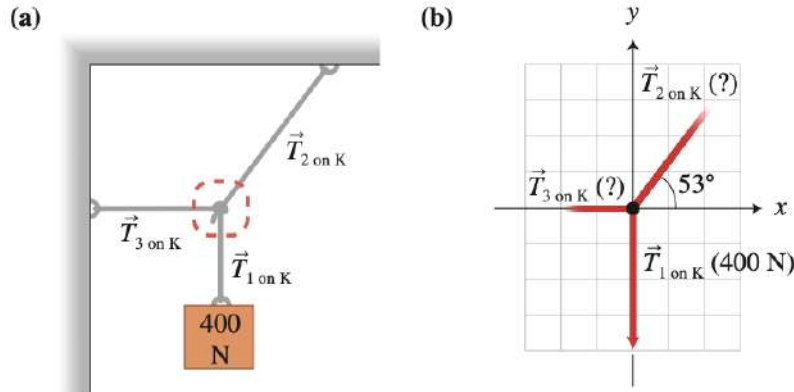 (a)
T⃗2 on K
T⃗3 on K
T⃗1 on K
400
N
(b)
y
T⃗2 on K (?)
T⃗3 on K (?)
53°
x
T⃗1 on K (400 N)